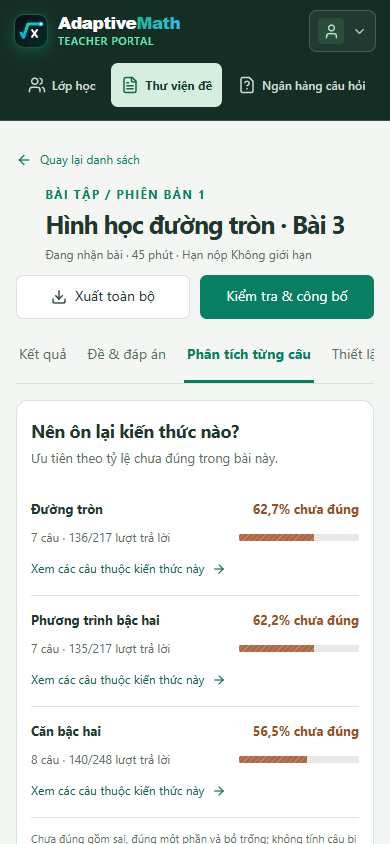 AdaptiveMath
TEACHER PORTAL
Lớp học
Thư viện đề
Ngân hàng câu hỏi
Quay lại danh sách
BÀI TẬP / PHIÊN BẢN 1
Hình học đường tròn · Bài 3
Đang nhận bài · 45 phút · Hạn nộp Không giới hạn
Xuất toàn bộ
Kiểm tra & công bố
Kết quả
Đề & đáp án
Phân tích từng câu
Thiết lậ
Nên ôn lại kiến thức nào?
Ưu tiên theo tỷ lệ chưa đúng trong bài này.
Đường tròn
62,7% chưa đúng
7 câu · 136/217 lượt trả lời
Xem các câu thuộc kiến thức này
Phương trình bậc hai
62,2% chưa đúng
7 câu · 135/217 lượt trả lời
Xem các câu thuộc kiến thức này
Căn bậc hai
56,5% chưa đúng
8 câu · 140/248 lượt trả lời
Xem các câu thuộc kiến thức này
Chưa đúng gồm sai, đúng một phần và bỏ trống; không tính câu bị